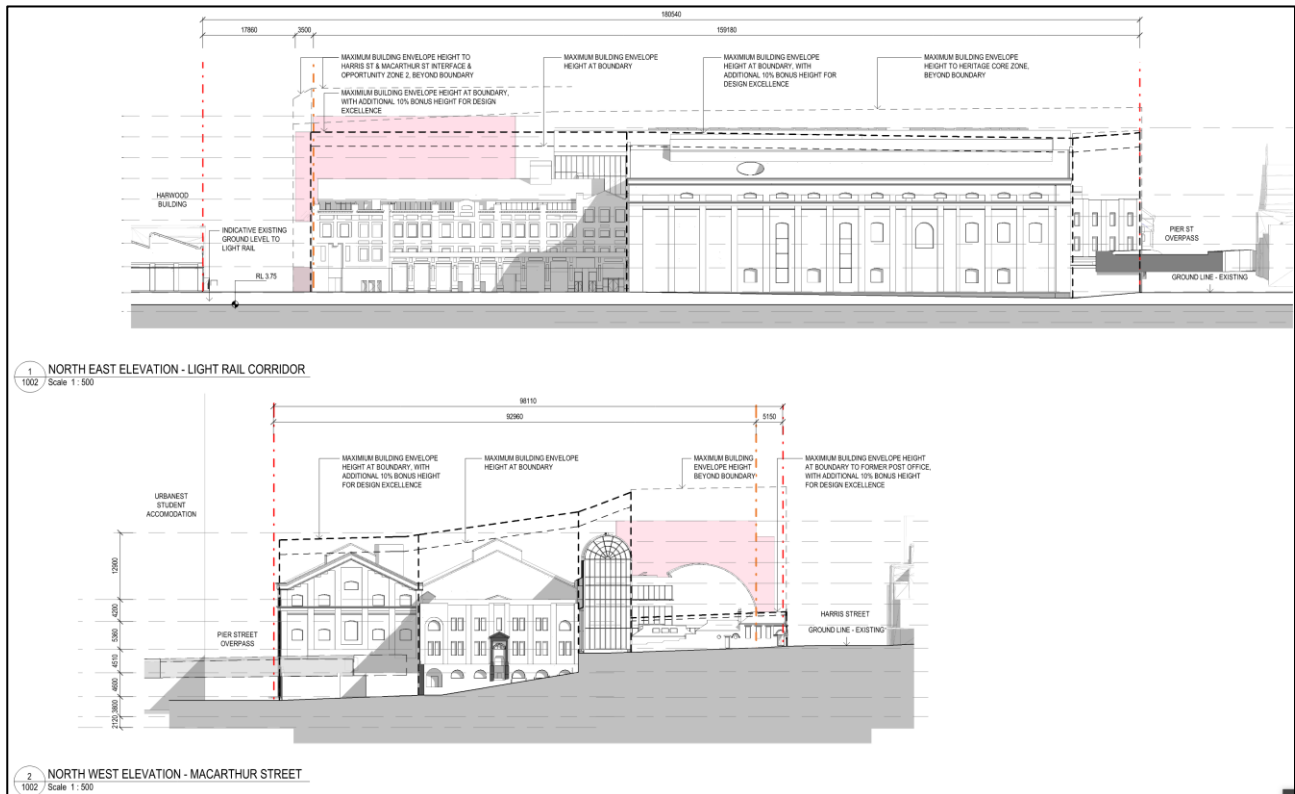 180540
17860
3500
159180
MAXIMUM BUILDING ENVELOPE HEIGHT TO
HARRIS ST & MACARTHUR ST INTERFACE &
OPPORTUNITY ZONE 2, BEYOND BOUNDARY
MAXIMUM BUILDING ENVELOPE HEIGHT AT BOUNDARY,
WITH ADDITIONAL 10% BONUS HEIGHT FOR DESIGN
EXCELLENCE
MAXIMUM BUILDING ENVELOPE
HEIGHT AT BOUNDARY
MAXIMUM BUILDING ENVELOPE
HEIGHT AT BOUNDARY, WITH
ADDITIONAL 10% BONUS HEIGHT FOR
DESIGN EXCELLENCE
MAXIMUM BUILDING ENVELOPE
HEIGHT TO HERITAGE CORE ZONE,
BEYOND BOUNDARY
HARWOOD
BUILDING
INDICATIVE EXISTING
GROUND LEVEL TO
LIGHT RAIL
RL 3.75
PIER ST
OVERPASS
GROUND LINE - EXISTING
1
1002
NORTH EAST ELEVATION - LIGHT RAIL CORRIDOR
Scale 1 : 500
98110
92960
5150
MAXIMUM BUILDING ENVELOPE
HEIGHT AT BOUNDARY, WITH
ADDITIONAL 10% BONUS HEIGHT
FOR DESIGN EXCELLENCE
MAXIMUM BUILDING ENVELOPE
HEIGHT AT BOUNDARY
MAXIMUM BUILDING
ENVELOPE HEIGHT
BEYOND BOUNDARY
MAXIMUM BUILDING ENVELOPE HEIGHT
AT BOUNDARY TO FORMER POST OFFICE,
WITH ADDITIONAL 10% BONUS HEIGHT
FOR DESIGN EXCELLENCE
URBANEST
STUDENT
ACCOMODATION
12900
4200
5360
4510
4600
3800
2120
PIER STREET
OVERPASS
HARRIS STREET
GROUND LINE - EXISTING
2
1002
NORTH WEST ELEVATION - MACARTHUR STREET
Scale 1 : 500